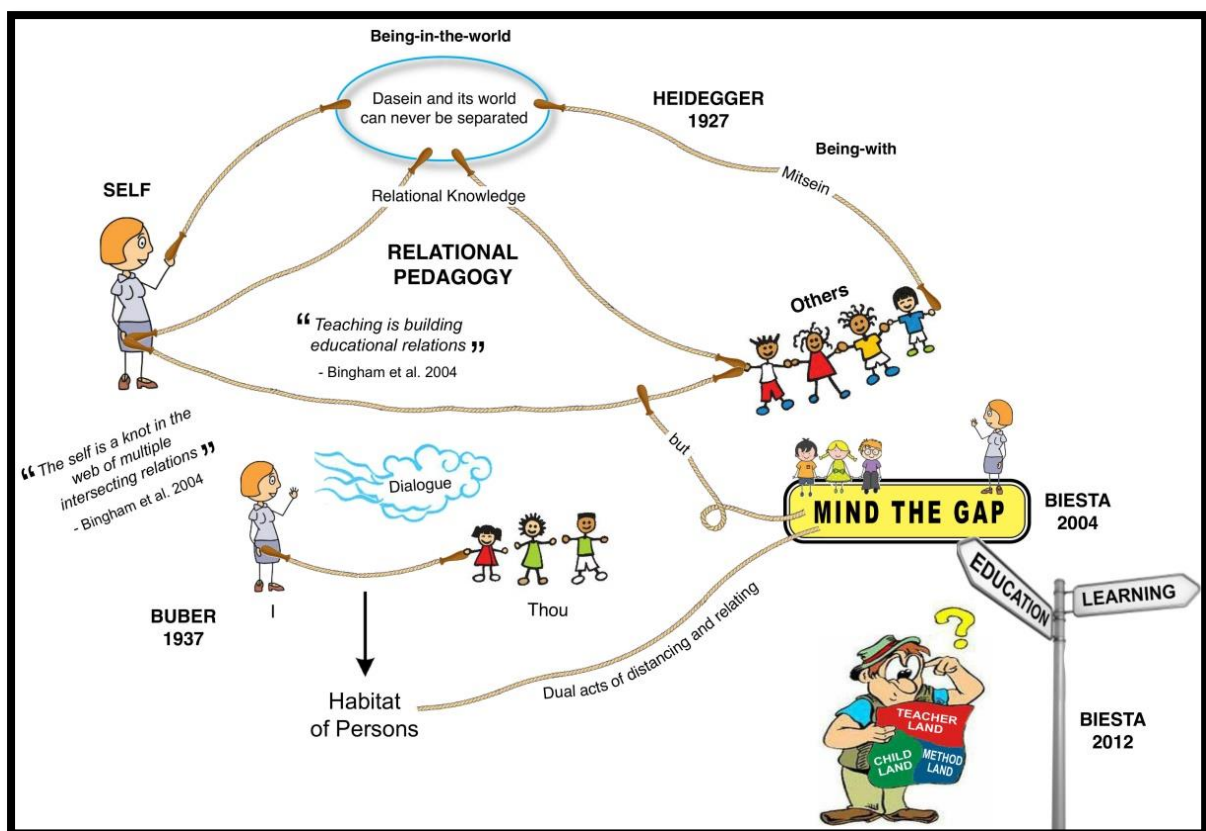 Being-in-the-world
Dasein and its world
can never be separated
HEIDEGGER
1927
Being-with
Mitsein
SELF
Relational Knowledge
RELATIONAL
PEDAGOGY
“ Teaching is building
educational relations ”
- Bingham et al. 2004
Others
“ The self is a knot in the
web of multiple
intersecting relations ”
- Bingham et al. 2004
but
Dialogue
MIND THE GAP
BIESTA
2004
I
Thou
BUBER
1937
Habitat
of Persons
Dual acts of distancing and relating
EDUCATION
LEARNING
?
TEACHER
LAND
CHILD
LAND
METHOD
LAND
BIESTA
2012